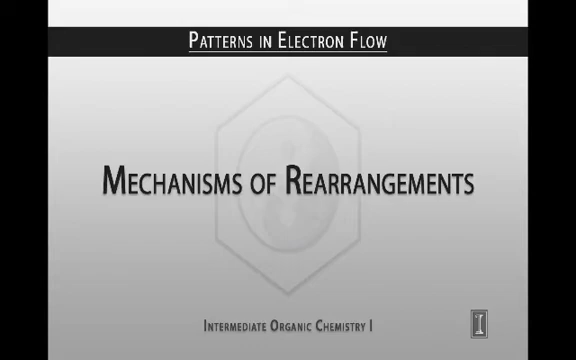 Patterns in Electron Flow
Mechanisms of Rearrangements
Intermediate Organic Chemistry I
I